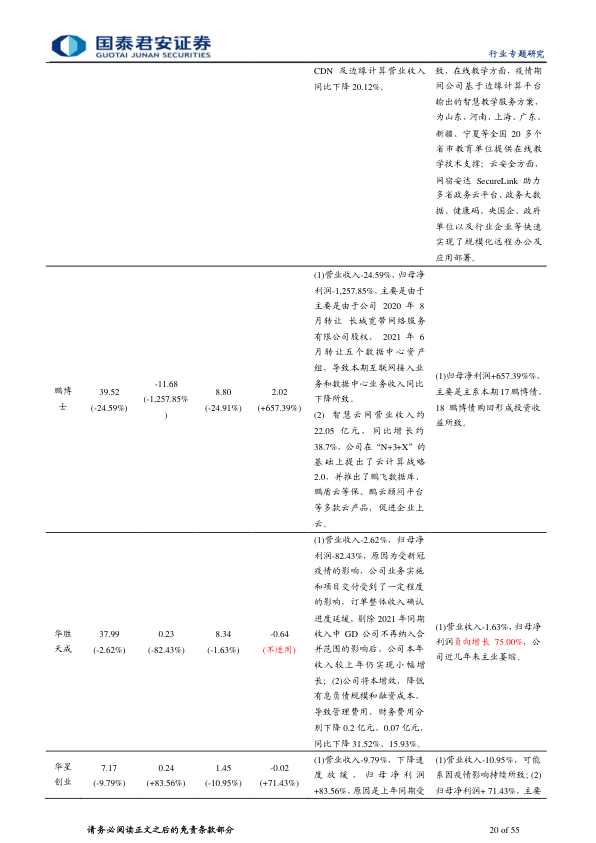 国泰君安证券
GUOTAI JUNAN SECURITIES
行业专题研究
CDN 及边缘计算营业收入
同比下降 20.12%。
致，在线教学方面，疫情期
间公司基于边缘计算平台
输出的智慧教学服务方案，
为山东、河南、上海、广东、
新疆、宁夏等全国 20 多个
省市教育单位提供在线教
学技术支撑；云安全方面，
网宿安达 SecureLink 助力
多省政务云平台、政务大数
据、健康码、央国企、政府
单位以及行业企业等快速
实现了规模化远程办公及
应用部署。
鹏博
士
39.52
(-24.59%)
-11.68
(-1,257.85%
)
8.80
(-24.91%)
2.02
(+657.39%)
(1)营业收入-24.59%，归母净
利润-1,257.85%，主要是由于
主要是由于公司 2020 年 8
月转让 长城宽带网络服务
有限公司股权， 2021 年 6
月转让五个数据中心资产
组，导致本期互联网接入业
务和数据中心业务收入同比
下降所致。
(2) 智慧云网营业收入约
22.05 亿元，同比增长约
38.7%，公司在 “N+3+X” 的
基础上提出了云计算战略
2.0，并推出了鹏飞数据库、
鹏盾云等保、鹏云顾问平台
等多款云产品，促进企业上
云。
(1)归母净利润+657.39%%，
主要是主系本期 17 鹏博债、
18 鹏博债购回形成投资收
益所致。
华胜
天成
37.99
(-2.62%)
0.23
(-82.43%)
8.34
(-1.63%)
-0.64
(不适用)
(1)营业收入-2.62%，归母净
利润-82.43%，原因为受新冠
疫情的影响，公司业务实施
和项目交付受到了一定程度
的影响，订单整体收入确认
进度延缓，剔除 2021 年同期
收入中 GD 公司不再纳入合
并范围的影响后，公司本年
收入较上年仍实现小幅增
长；(2)公司将本增效，降低
有息负债规模和融资成本，
导致管理费用、财务费用分
别下降 0.2 亿元、0.07 亿元，
同比下降 31.52%、15.93%。
(1)营业收入-1.63%，归母净
利润负向增长 75.00%，公
司近几年来主业萎缩。
华星
创业
7.17
(-9.79%)
0.24
(+83.56%)
1.45
(-10.95%)
-0.02
(+71.43%)
(1)营业收入-9.79%，下降速
度放缓，归母净利润
+83.56%，原因是上年同期受
(1)营业收入-10.95%，可能
系因疫情影响持续所致；(2)
归母净利润+ 71.43%，主要
请务必阅读正文之后的免责条款部分
20 of 55